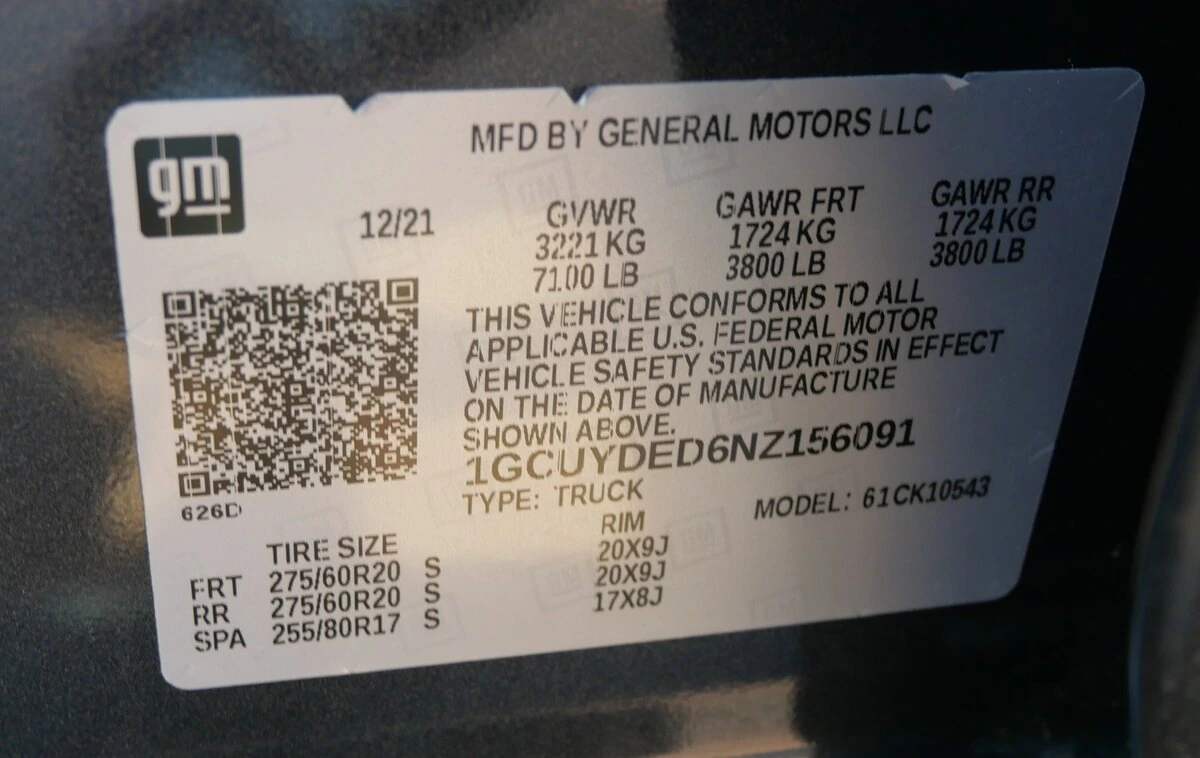 gm
MFD BY GENERAL MOTORS LLC
12/21
GVWR GAWR FRT GAWR RR
3221 KG 1724 KG 1724 KG
7100 LB 3800 LB 3800 LB
THIS VEHICLE CONFORMS TO ALL
APPLICABLE U.S. FEDERAL MOTOR
VEHICLE SAFETY STANDARDS IN EFFECT
ON THE DATE OF MANUFACTURE
SHOWN ABOVE.
1GCUYDED6NZ156091
TYPE: TRUCK MODEL: 61CK10543
626D
TIRE SIZE RIM
FRT 275/60R20 S 20X9J
RR 275/60R20 S 20X9J
SPA 255/80R17 S 17X8J